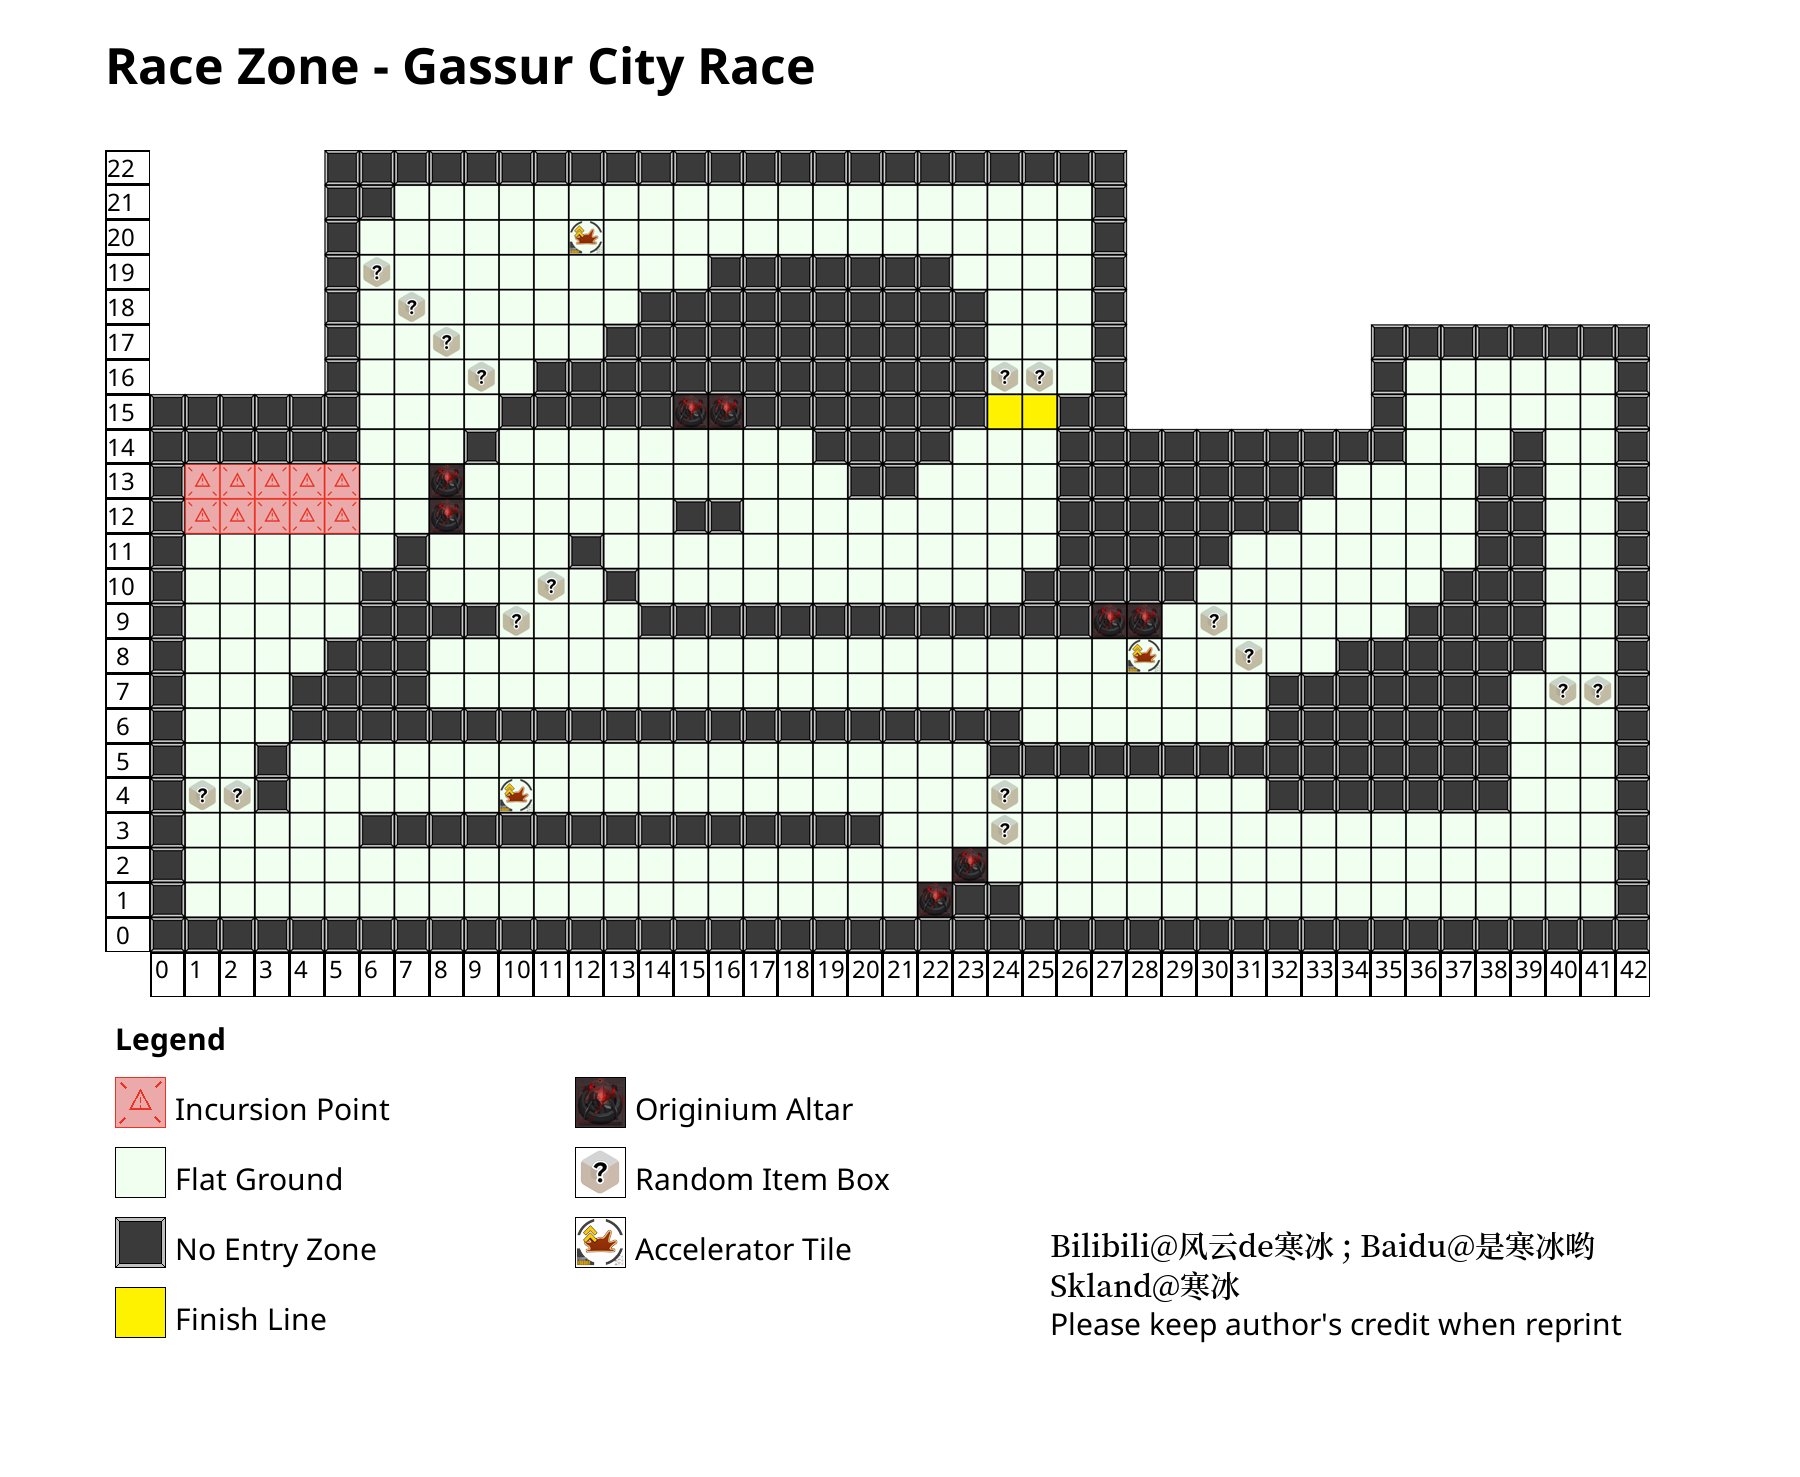 Race Zone - Gassur City Race
22
21
20
19
18
17
16
15
14
13
12
11
10
9
8
7
6
5
4
3
2
1
0
0 1 2 3 4 5 6 7 8 9 10 11 12 13 14 15 16 17 18 19 20 21 22 23 24 25 26 27 28 29 30 31 32 33 34 35 36 37 38 39 40 41 42
Legend
Incursion Point
Originium Altar
Flat Ground
Random Item Box
No Entry Zone
Accelerator Tile
Finish Line
Bilibili@风云de寒冰 ; Baidu@是寒冰哟
Skland@寒冰
Please keep author's credit when reprint